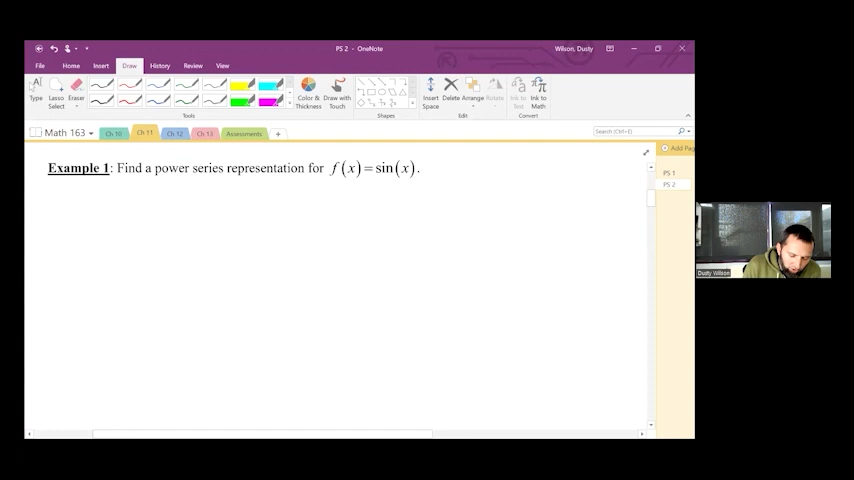 PS 2 - OneNote
Wilson, Dusty
File Home Insert Draw History Review View
Type
Lasso Select
Eraser
Tools
Color & Thickness
Draw with Touch
Shapes
Insert Space
Delete
Arrange
Rotate
Edit
Ink to Text
Ink to Math
Convert
Math 163
Ch 10
Ch 11
Ch 12
Ch 13
Assessments
+
Search (Ctrl+E)
Add Pag
Example 1: Find a power series representation for f(x)=sin(x).
PS 1
PS 2
Dusty Wilson